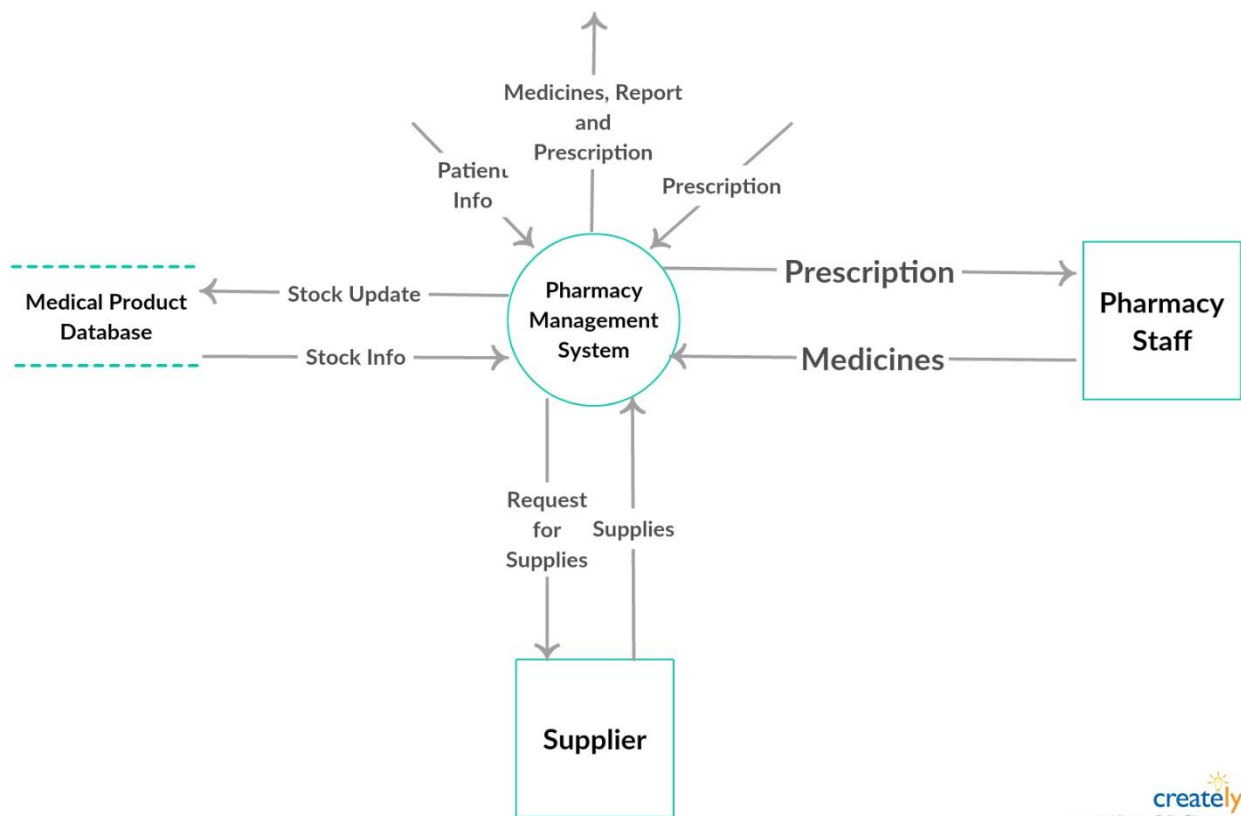 Medicines, Report
and
Prescription
Patient
Info
Prescription
Prescription
Stock Update
Medical Product
Database
Stock Info
Pharmacy
Management
System
Medicines
Pharmacy
Staff
Request
for
Supplies
Supplies
Supplier
creately